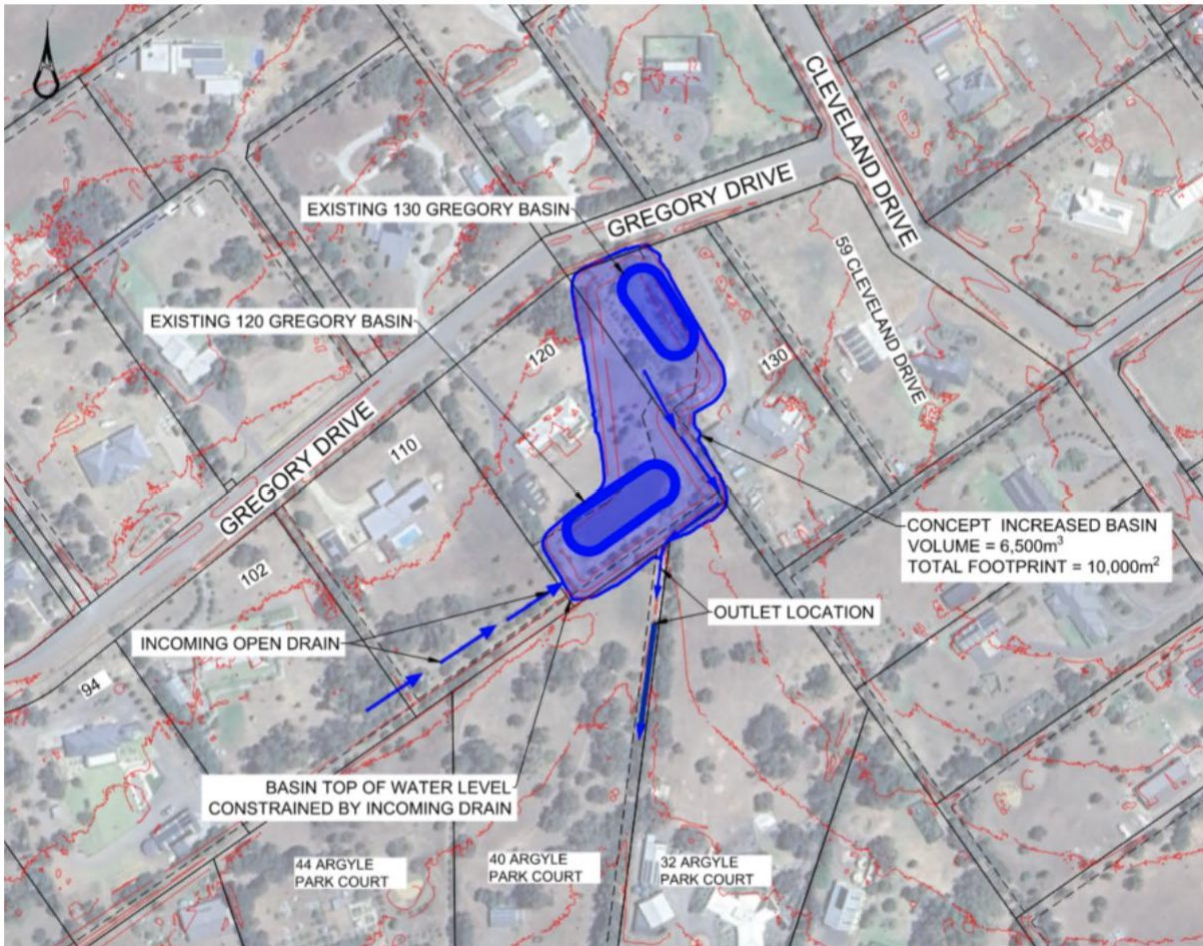 CLEVELAND DRIVE
EXISTING 130 GREGORY BASIN
GREGORY DRIVE
59 CLEVELAND DRIVE
EXISTING 120 GREGORY BASIN
120
130
GREGORY DRIVE
110
CONCEPT INCREASED BASIN
VOLUME = 6,500m³
TOTAL FOOTPRINT = 10,000m²
102
OUTLET LOCATION
INCOMING OPEN DRAIN
94
BASIN TOP OF WATER LEVEL
CONSTRAINED BY INCOMING DRAIN
44 ARGYLE
PARK COURT
40 ARGYLE
PARK COURT
32 ARGYLE
PARK COURT